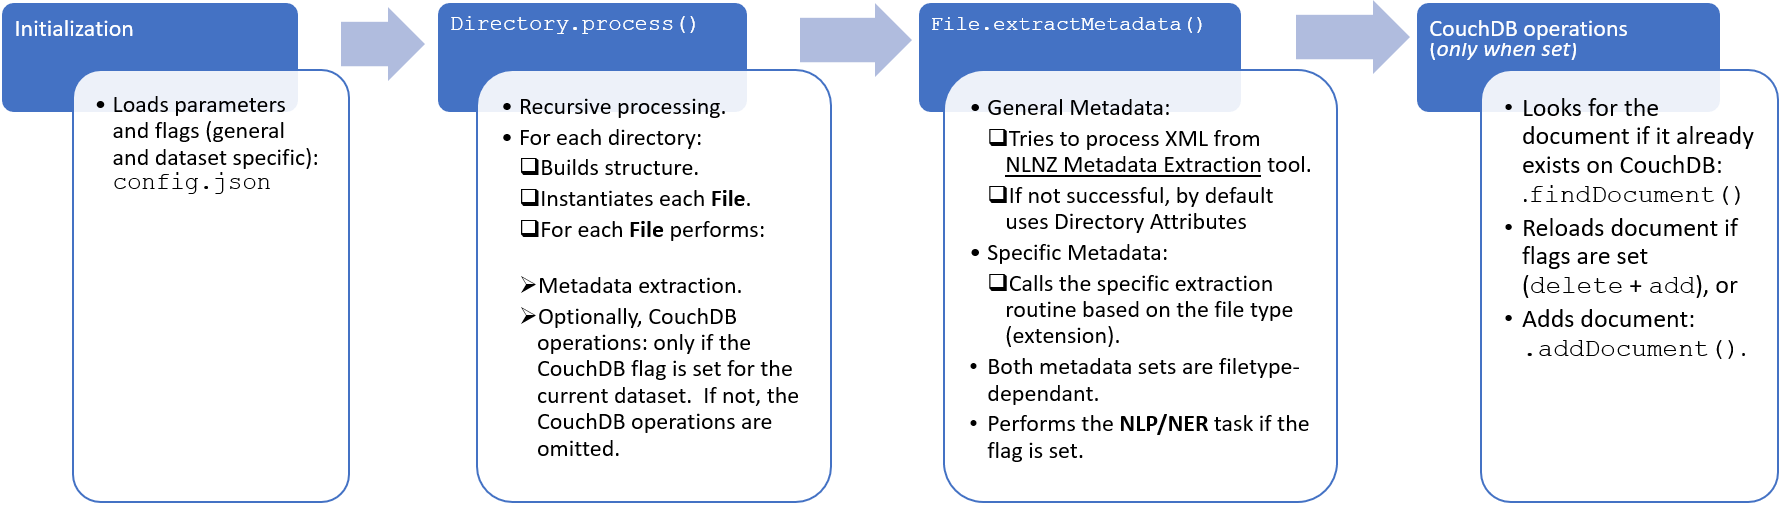 Initialization
• Loads parameters
and flags (general
and dataset specific):
config.json
Directory.process()
• Recursive processing.
• For each directory:
❑Builds structure.
❑Instantiates each File.
❑For each File performs:
➢Metadata extraction.
➢Optionally, CouchDB
operations: only if the
CouchDB flag is set for the
current dataset.  If not, the
CouchDB operations are
omitted.
File.extractMetadata()
• General Metadata:
❑Tries to process XML from
NLNZ Metadata Extraction tool.
❑If not successful, by default
uses Directory Attributes
• Specific Metadata:
❑Calls the specific extraction
routine based on the file type
(extension).
• Both metadata sets are filetype-
dependant.
• Performs the NLP/NER task if the
flag is set.
CouchDB operations
(only when set)
• Looks for the
document if it already
exists on CouchDB:
.findDocument()
• Reloads document if
flags are set
(delete + add), or
• Adds document:
.addDocument().